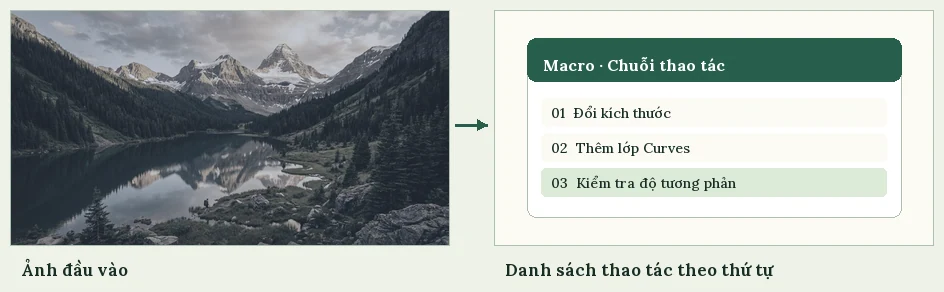 Macro · Chuỗi thao tác
01 Đổi kích thước
02 Thêm lớp Curves
03 Kiểm tra độ tương phản
Ảnh đầu vào
Danh sách thao tác theo thứ tự